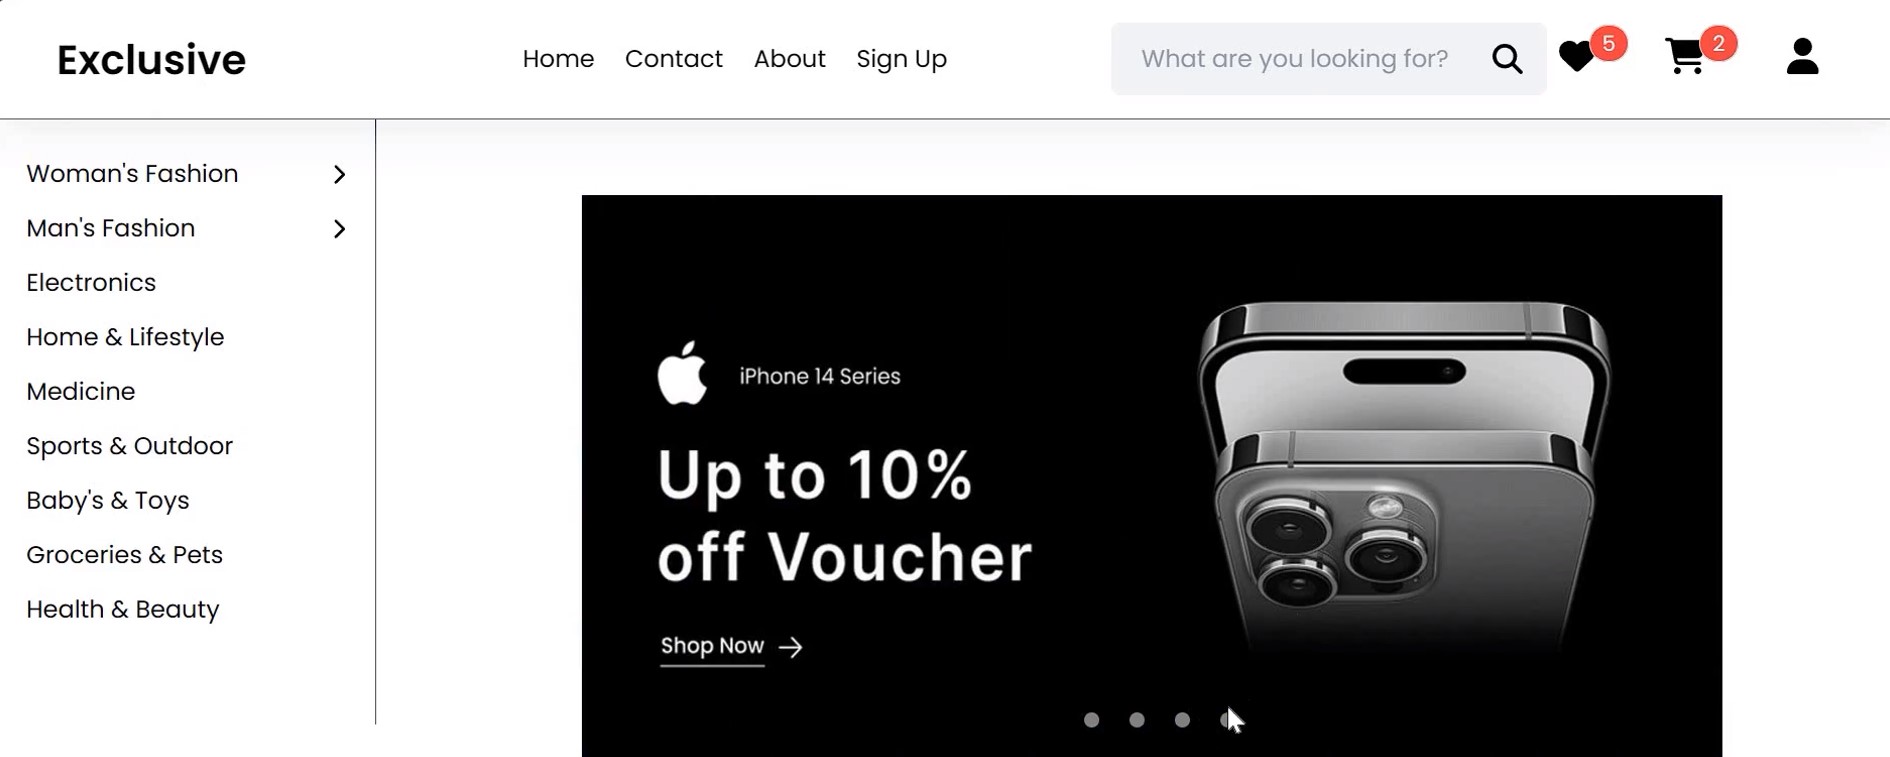 Exclusive
Home Contact About Sign Up
What are you looking for?
5
2
Woman's Fashion
Man's Fashion
Electronics
Home & Lifestyle
Medicine
Sports & Outdoor
Baby's & Toys
Groceries & Pets
Health & Beauty
iPhone 14 Series
Up to 10%
off Voucher
Shop Now